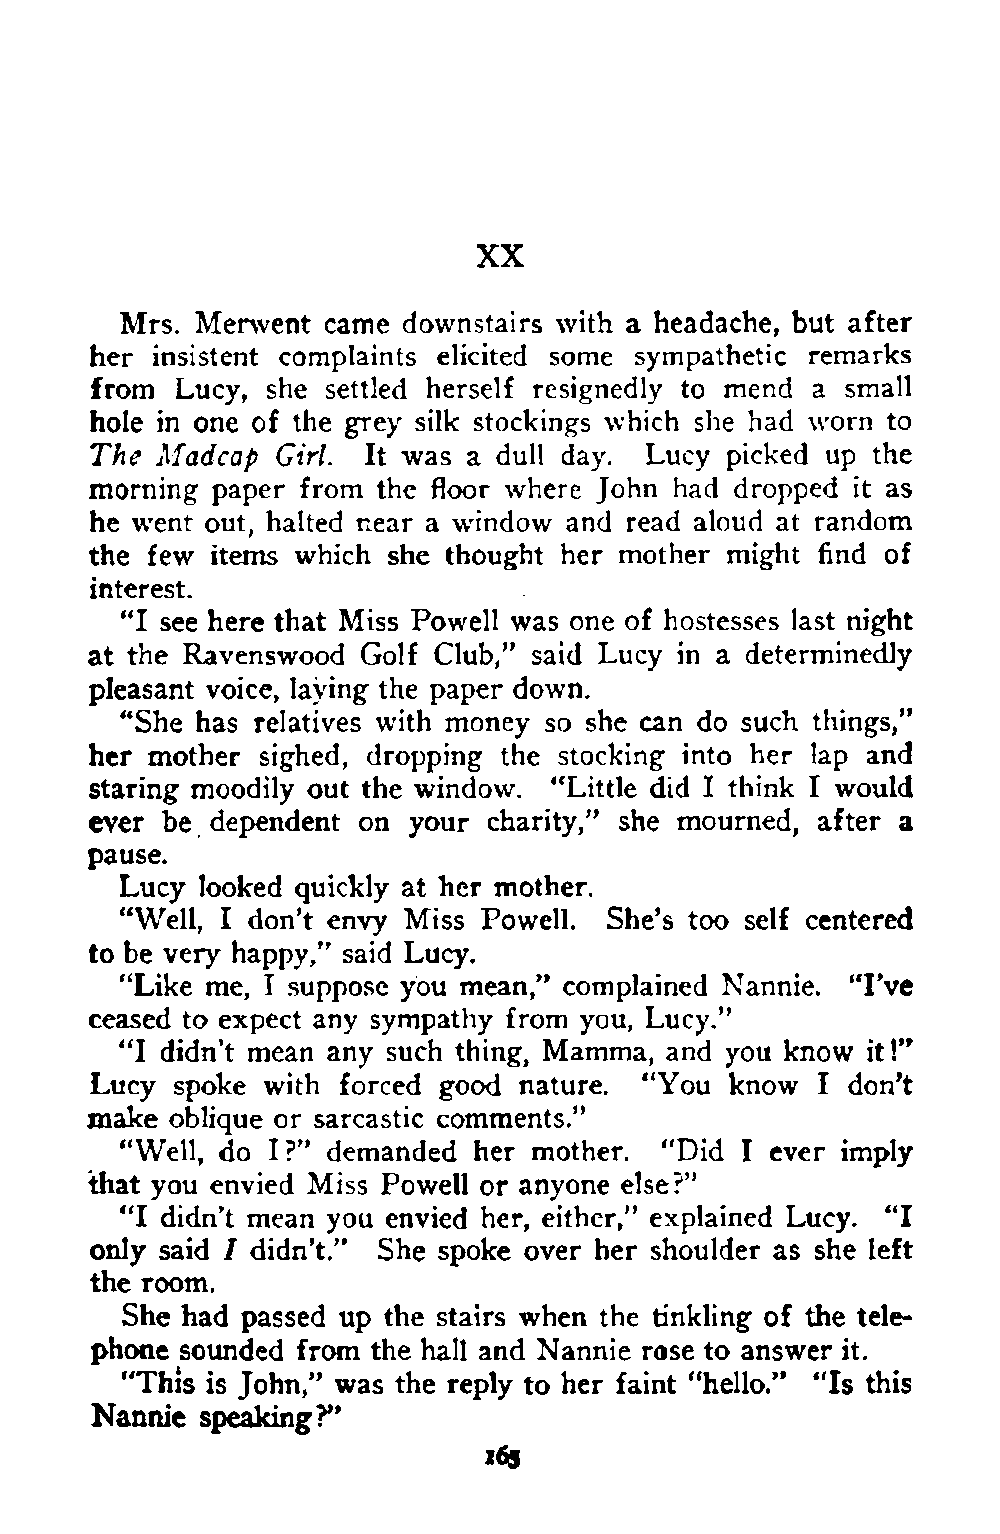 XX
Mrs. Merwent came downstairs with a headache, but after
her insistent complaints elicited some sympathetic remarks
from Lucy, she settled herself resignedly to mend a small
hole in one of the grey silk stockings which she had worn to
The Madcap Girl. It was a dull day. Lucy picked up the
morning paper from the floor where John had dropped it as
he went out, halted near a window and read aloud at random
the few items which she thought her mother might find of
interest.
“I see here that Miss Powell was one of hostesses last night
at the Ravenswood Golf Club,” said Lucy in a determinedly
pleasant voice, laying the paper down.
“She has relatives with money so she can do such things,”
her mother sighed, dropping the stocking into her lap and
staring moodily out the window. “Little did I think I would
ever be dependent on your charity,” she mourned, after a
pause.
Lucy looked quickly at her mother.
“Well, I don’t envy Miss Powell. She’s too self centered
to be very happy,” said Lucy.
“Like me, I suppose you mean,” complained Nannie. “I’ve
ceased to expect any sympathy from you, Lucy.”
“I didn’t mean any such thing, Mamma, and you know it!”
Lucy spoke with forced good nature. “You know I don’t
make oblique or sarcastic comments.”
“Well, do I?” demanded her mother. “Did I ever imply
that you envied Miss Powell or anyone else?”
“I didn’t mean you envied her, either,” explained Lucy. “I
only said I didn’t.” She spoke over her shoulder as she left
the room.
She had passed up the stairs when the tinkling of the tele-
phone sounded from the hall and Nannie rose to answer it.
“This is John,” was the reply to her faint “hello.” “Is this
Nannie speaking?”
165